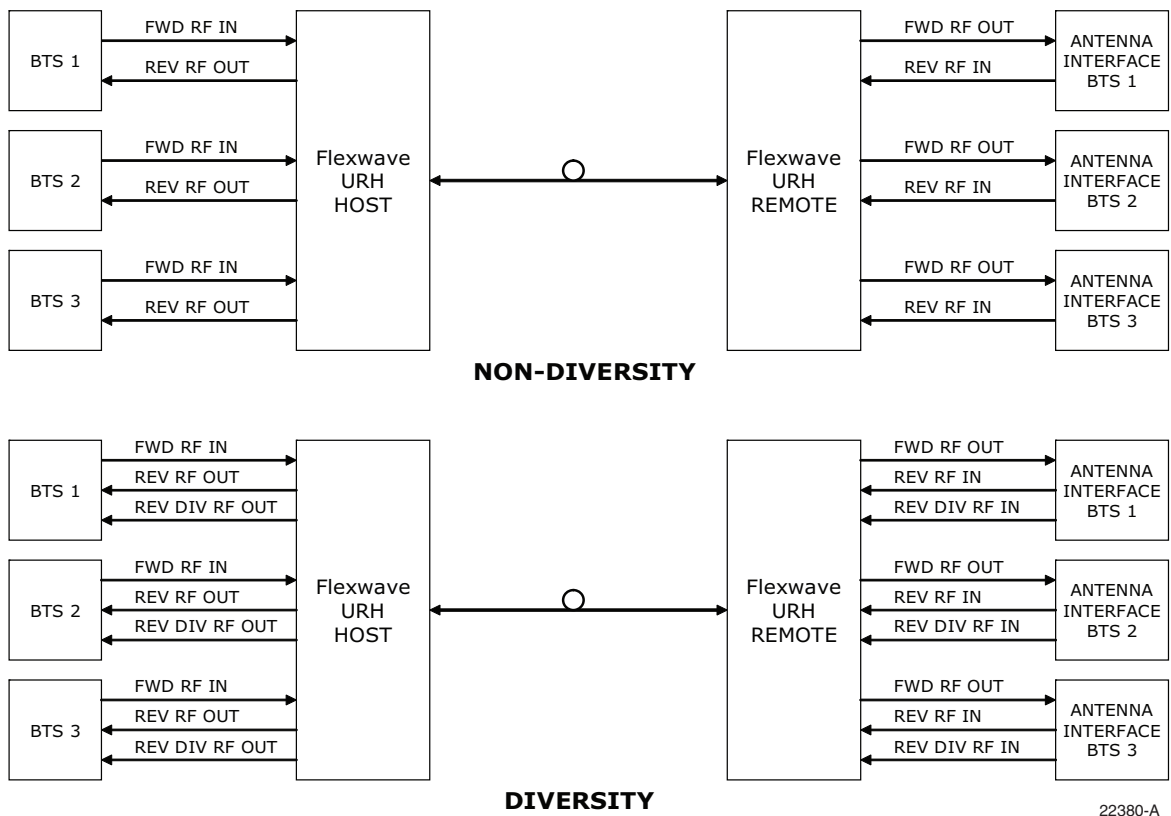 FWD RF IN
BTS 1
REV RF OUT
FWD RF IN
BTS 2
REV RF OUT
FWD RF IN
BTS 3
REV RF OUT
Flexwave
URH
HOST
Flexwave
URH
REMOTE
FWD RF OUT
REV RF IN
ANTENNA
INTERFACE
BTS 1
FWD RF OUT
REV RF IN
ANTENNA
INTERFACE
BTS 2
FWD RF OUT
REV RF IN
ANTENNA
INTERFACE
BTS 3
NON-DIVERSITY
FWD RF IN
BTS 1
REV RF OUT
REV DIV RF OUT
FWD RF IN
BTS 2
REV RF OUT
REV DIV RF OUT
FWD RF IN
BTS 3
REV RF OUT
REV DIV RF OUT
Flexwave
URH
HOST
Flexwave
URH
REMOTE
FWD RF OUT
REV RF IN
REV DIV RF IN
ANTENNA
INTERFACE
BTS 1
FWD RF OUT
REV RF IN
REV DIV RF IN
ANTENNA
INTERFACE
BTS 2
FWD RF OUT
REV RF IN
REV DIV RF IN
ANTENNA
INTERFACE
BTS 3
DIVERSITY
22380-A